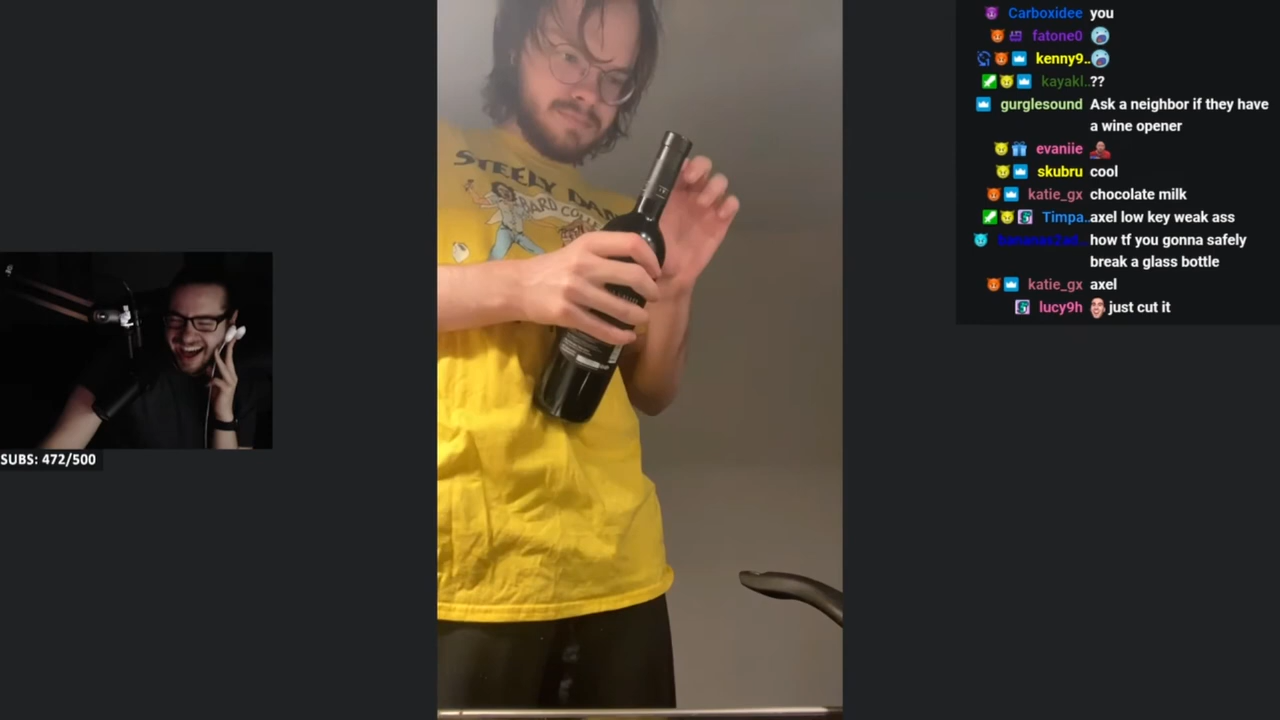 Carboxidee you
fatone0
kenny9..
kayakl..??
gurglesound Ask a neighbor if they have
a wine opener
evaniie
skubru cool
katie_gx chocolate milk
Timpa.. axel low key weak ass
how tf you gonna safely
break a glass bottle
katie_gx axel
lucy9h just cut it
STEELY DAN
BARD COLL
SUBS: 472/500